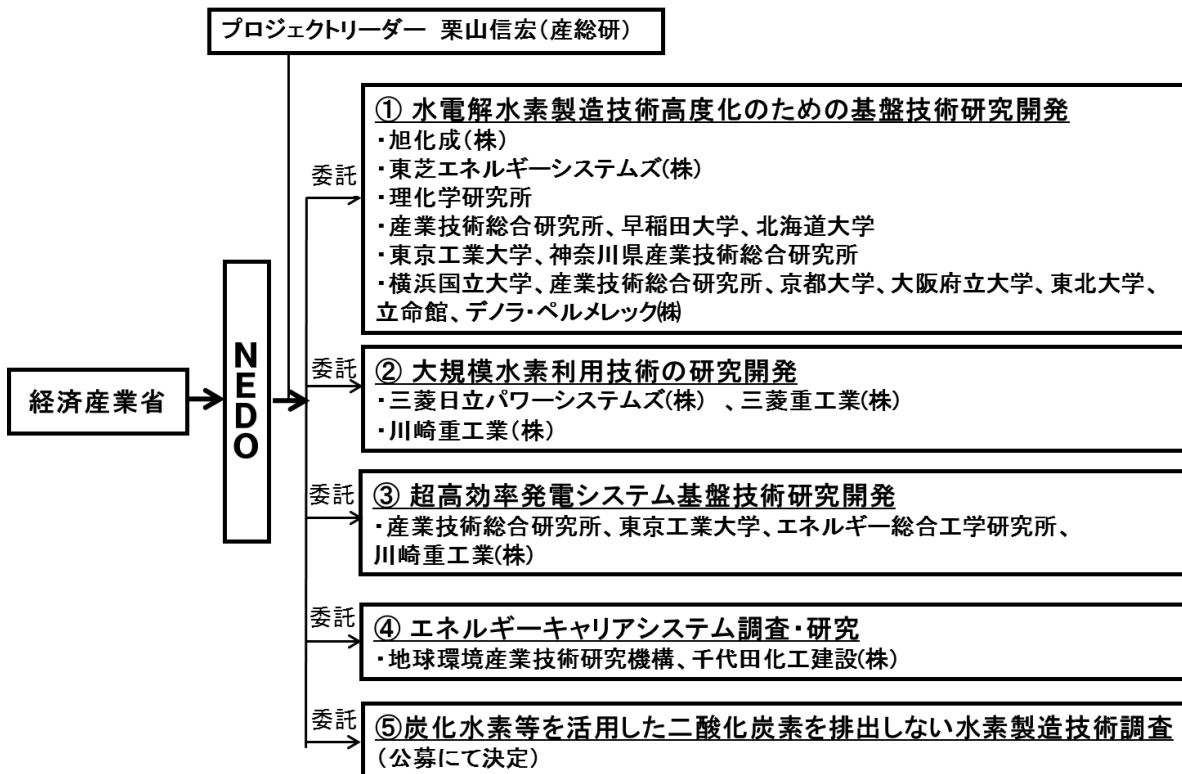 プロジェクトリーダー 栗山信宏(産総研)
① 水電解水素製造技術高度化のための基盤技術研究開発
・旭化成(株)
・東芝エネルギーシステムズ(株)
委託
・理化学研究所
・産業技術総合研究所、早稲田大学、北海道大学
・東京工業大学、神奈川県産業技術総合研究所
・横浜国立大学、産業技術総合研究所、京都大学、大阪府立大学、東北大学、
立命館、デノラ・ペルメレック㈱
経済産業省
NEDO
委託
② 大規模水素利用技術の研究開発
・三菱日立パワーシステムズ(株) 、三菱重工業(株)
・川崎重工業(株)
委託
③ 超高効率発電システム基盤技術研究開発
・産業技術総合研究所、東京工業大学、エネルギー総合工学研究所、
川崎重工業(株)
委託
④ エネルギーキャリアシステム調査・研究
・地球環境産業技術研究機構、千代田化工建設(株)
委託
⑤炭化水素等を活用した二酸化炭素を排出しない水素製造技術調査
(公募にて決定)